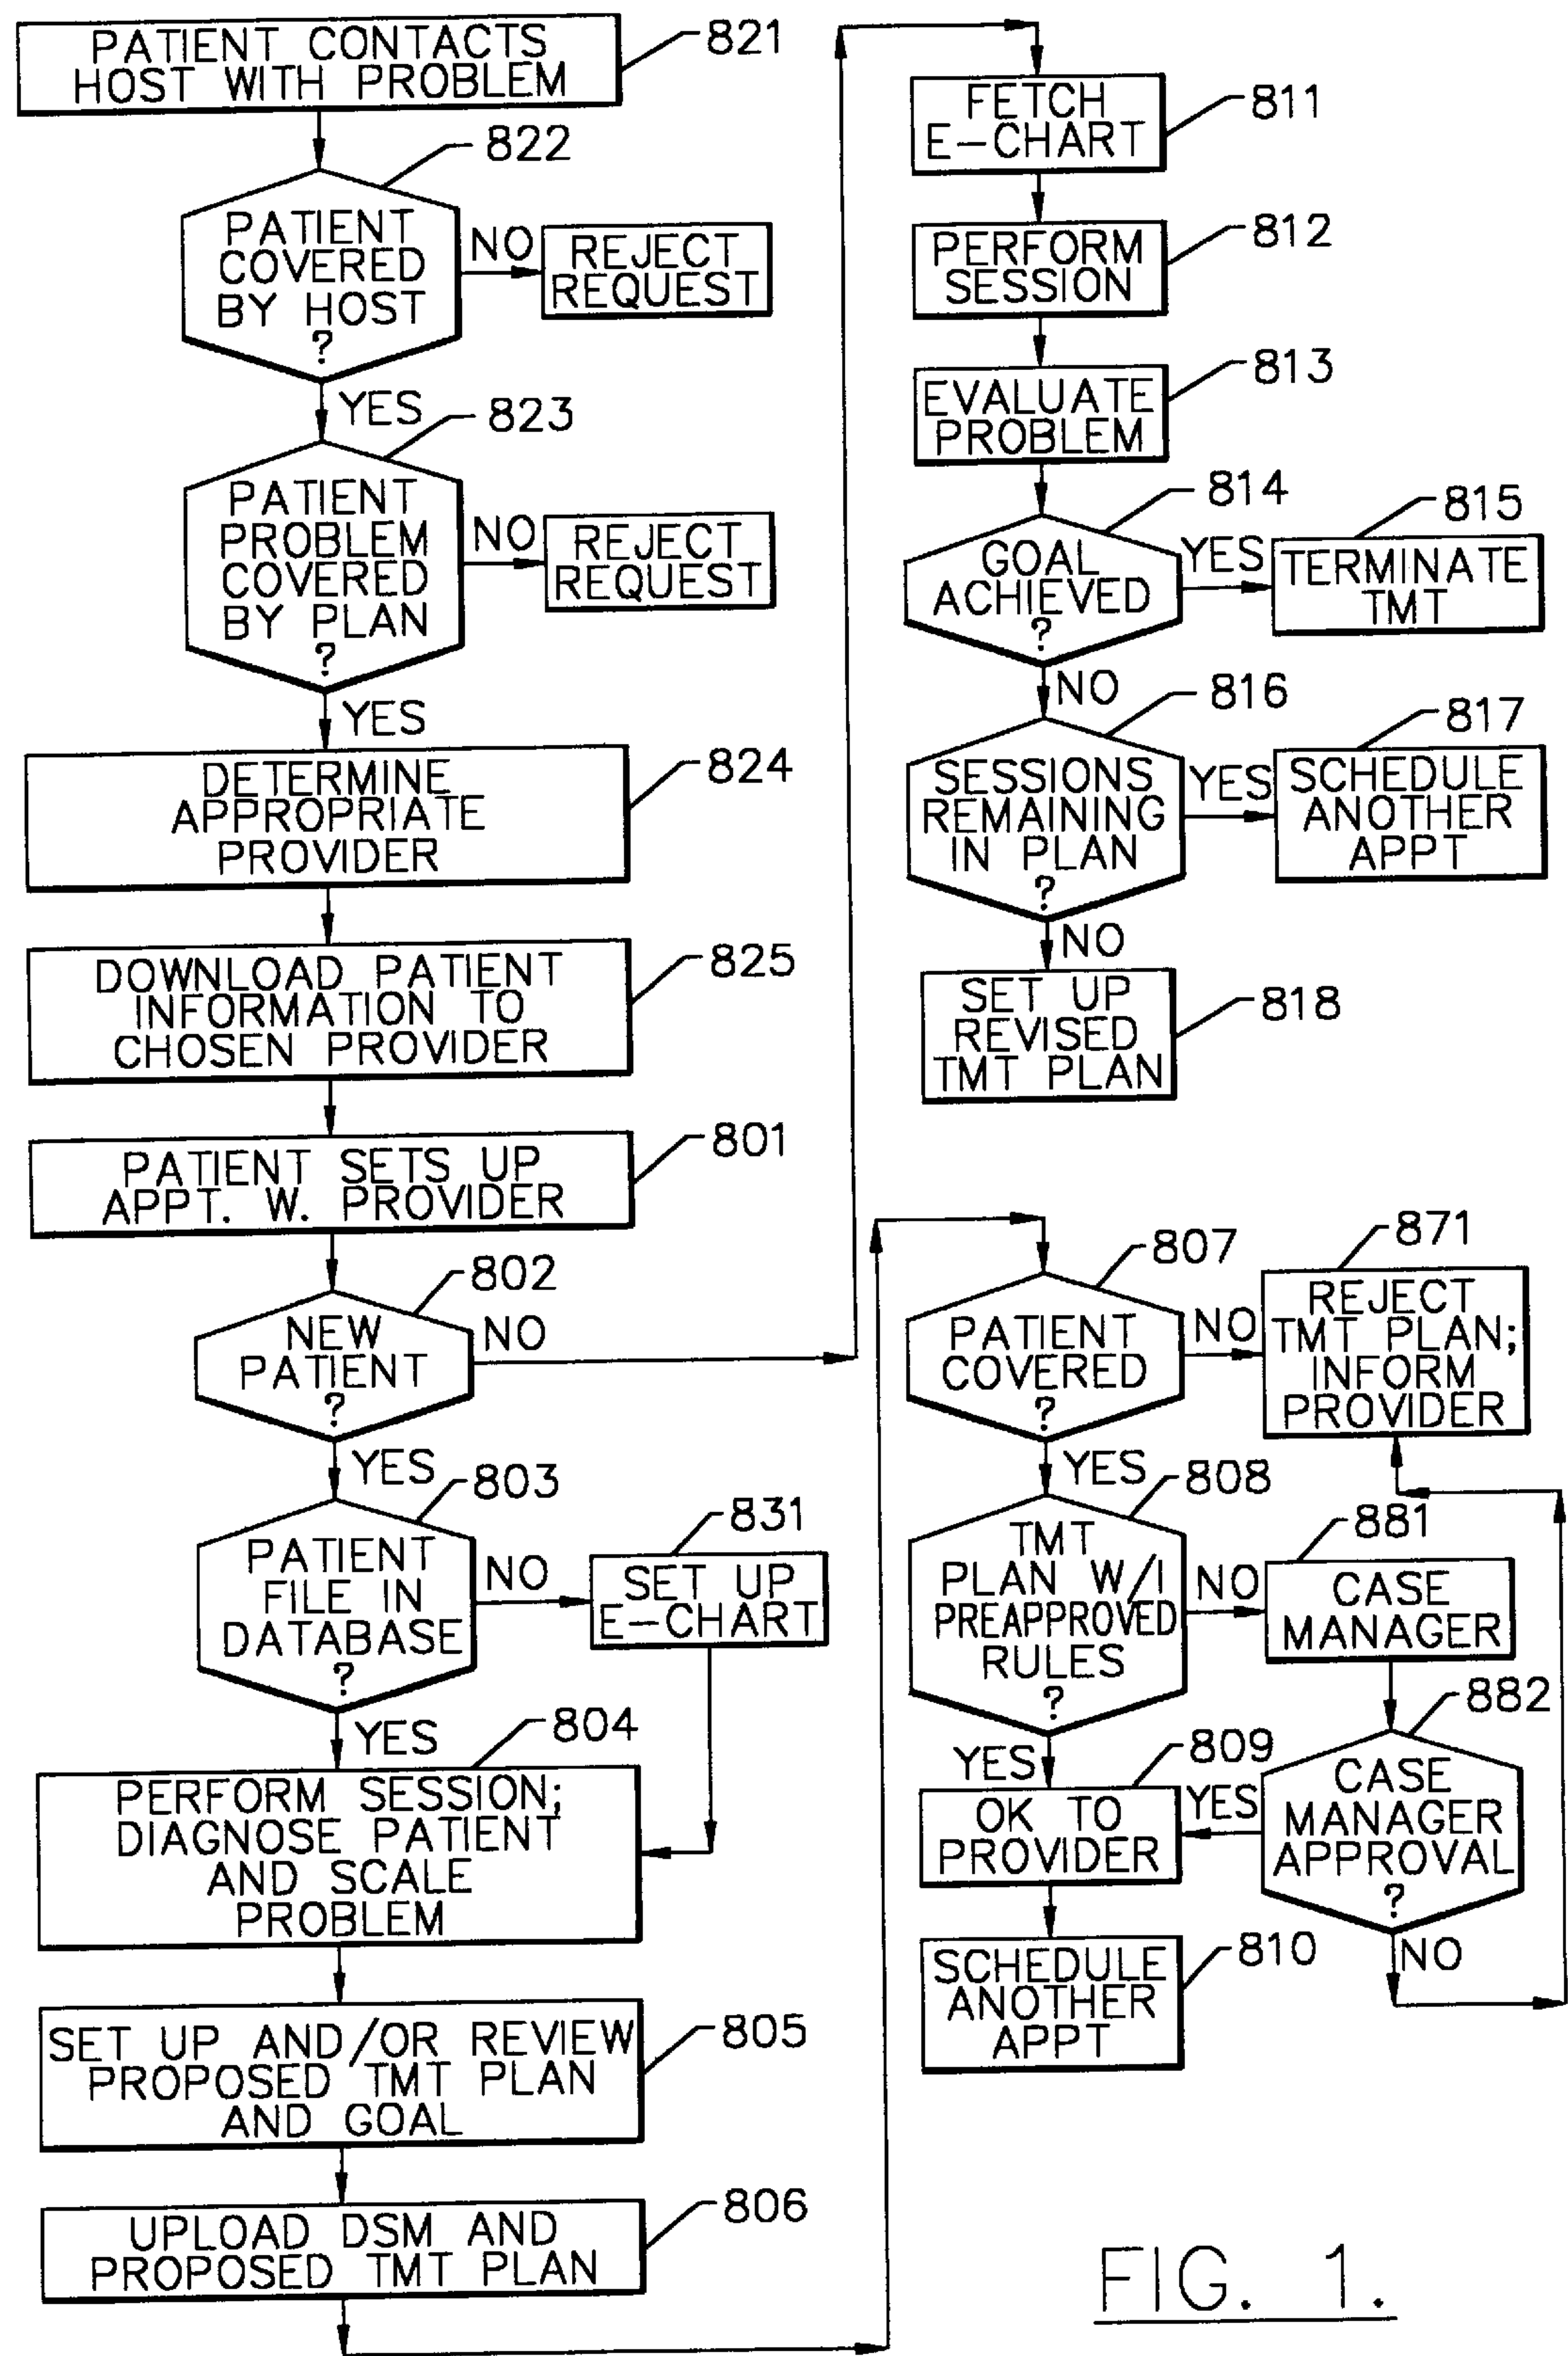 PATIENT CONTACTS
HOST WITH PROBLEM
821
822
PATIENT
COVERED
BY HOST
?
NO
REJECT
REQUEST
YES
823
PATIENT
PROBLEM
COVERED
BY PLAN
?
NO
REJECT
REQUEST
YES
824
DETERMINE
APPROPRIATE
PROVIDER
825
DOWNLOAD PATIENT
INFORMATION TO
CHOSEN PROVIDER
801
PATIENT SETS UP
APPT. W. PROVIDER
802
NEW
PATIENT
?
NO
YES
803
PATIENT
FILE IN
DATABASE
?
NO
831
SET UP
E-CHART
YES
804
PERFORM SESSION;
DIAGNOSE PATIENT
AND SCALE
PROBLEM
805
SET UP AND/OR REVIEW
PROPOSED TMT PLAN
AND GOAL
806
UPLOAD DSM AND
PROPOSED TMT PLAN
811
FETCH
E-CHART
812
PERFORM
SESSION
813
EVALUATE
PROBLEM
814
GOAL
ACHIEVED
?
YES
815
TERMINATE
TMT
NO
816
SESSIONS
REMAINING
IN PLAN
?
YES
817
SCHEDULE
ANOTHER
APPT
NO
818
SET UP
REVISED
TMT PLAN
807
PATIENT
COVERED
?
NO
871
REJECT
TMT PLAN;
INFORM
PROVIDER
YES
808
TMT
PLAN W/I
PREAPPROVED
RULES
?
NO
881
CASE
MANAGER
882
CASE
MANAGER
APPROVAL
?
YES
NO
YES
809
OK TO
PROVIDER
810
SCHEDULE
ANOTHER
APPT
FIG. 1.